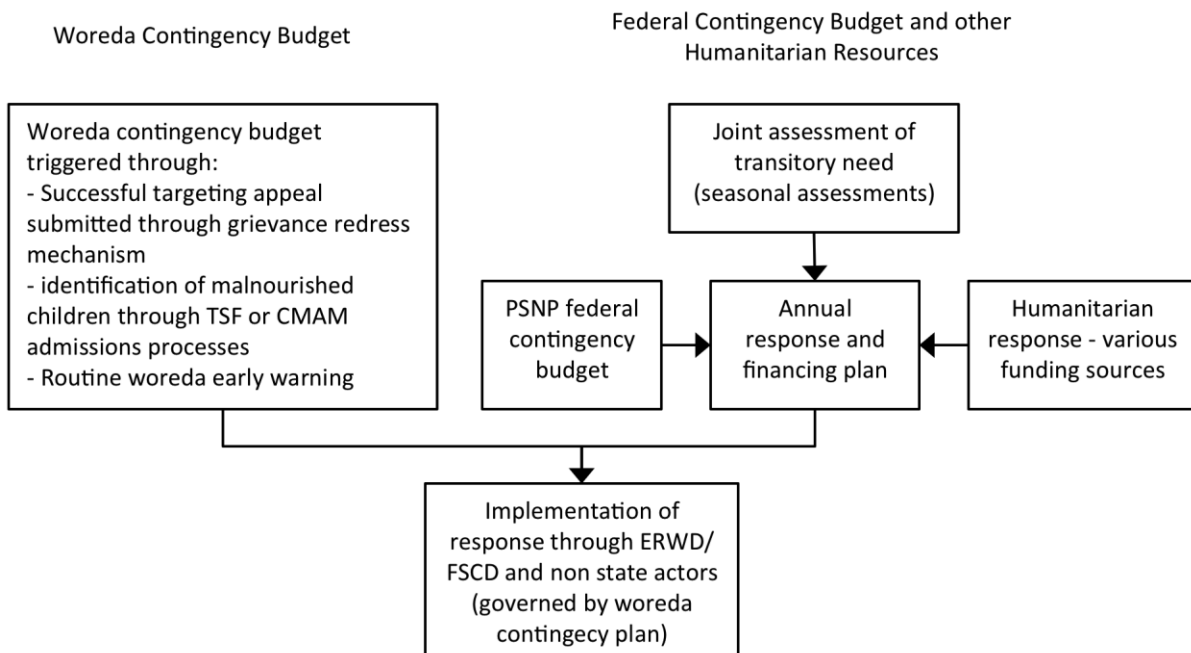 Woreda Contingency Budget
Federal Contingency Budget and other
Humanitarian Resources
Woreda contingency budget
triggered through:
- Successful targeting appeal
submitted through grievance redress
mechanism
- identification of malnourished
children through TSF or CMAM
admissions processes
- Routine woreda early warning
Joint assessment of
transitory need
(seasonal assessments)
PSNP federal
contingency
budget
Annual
response and
financing plan
Humanitarian
response - various
funding sources
Implementation of
response through ERWD/
FSCD and non state actors
(governed by woreda
contingecy plan)